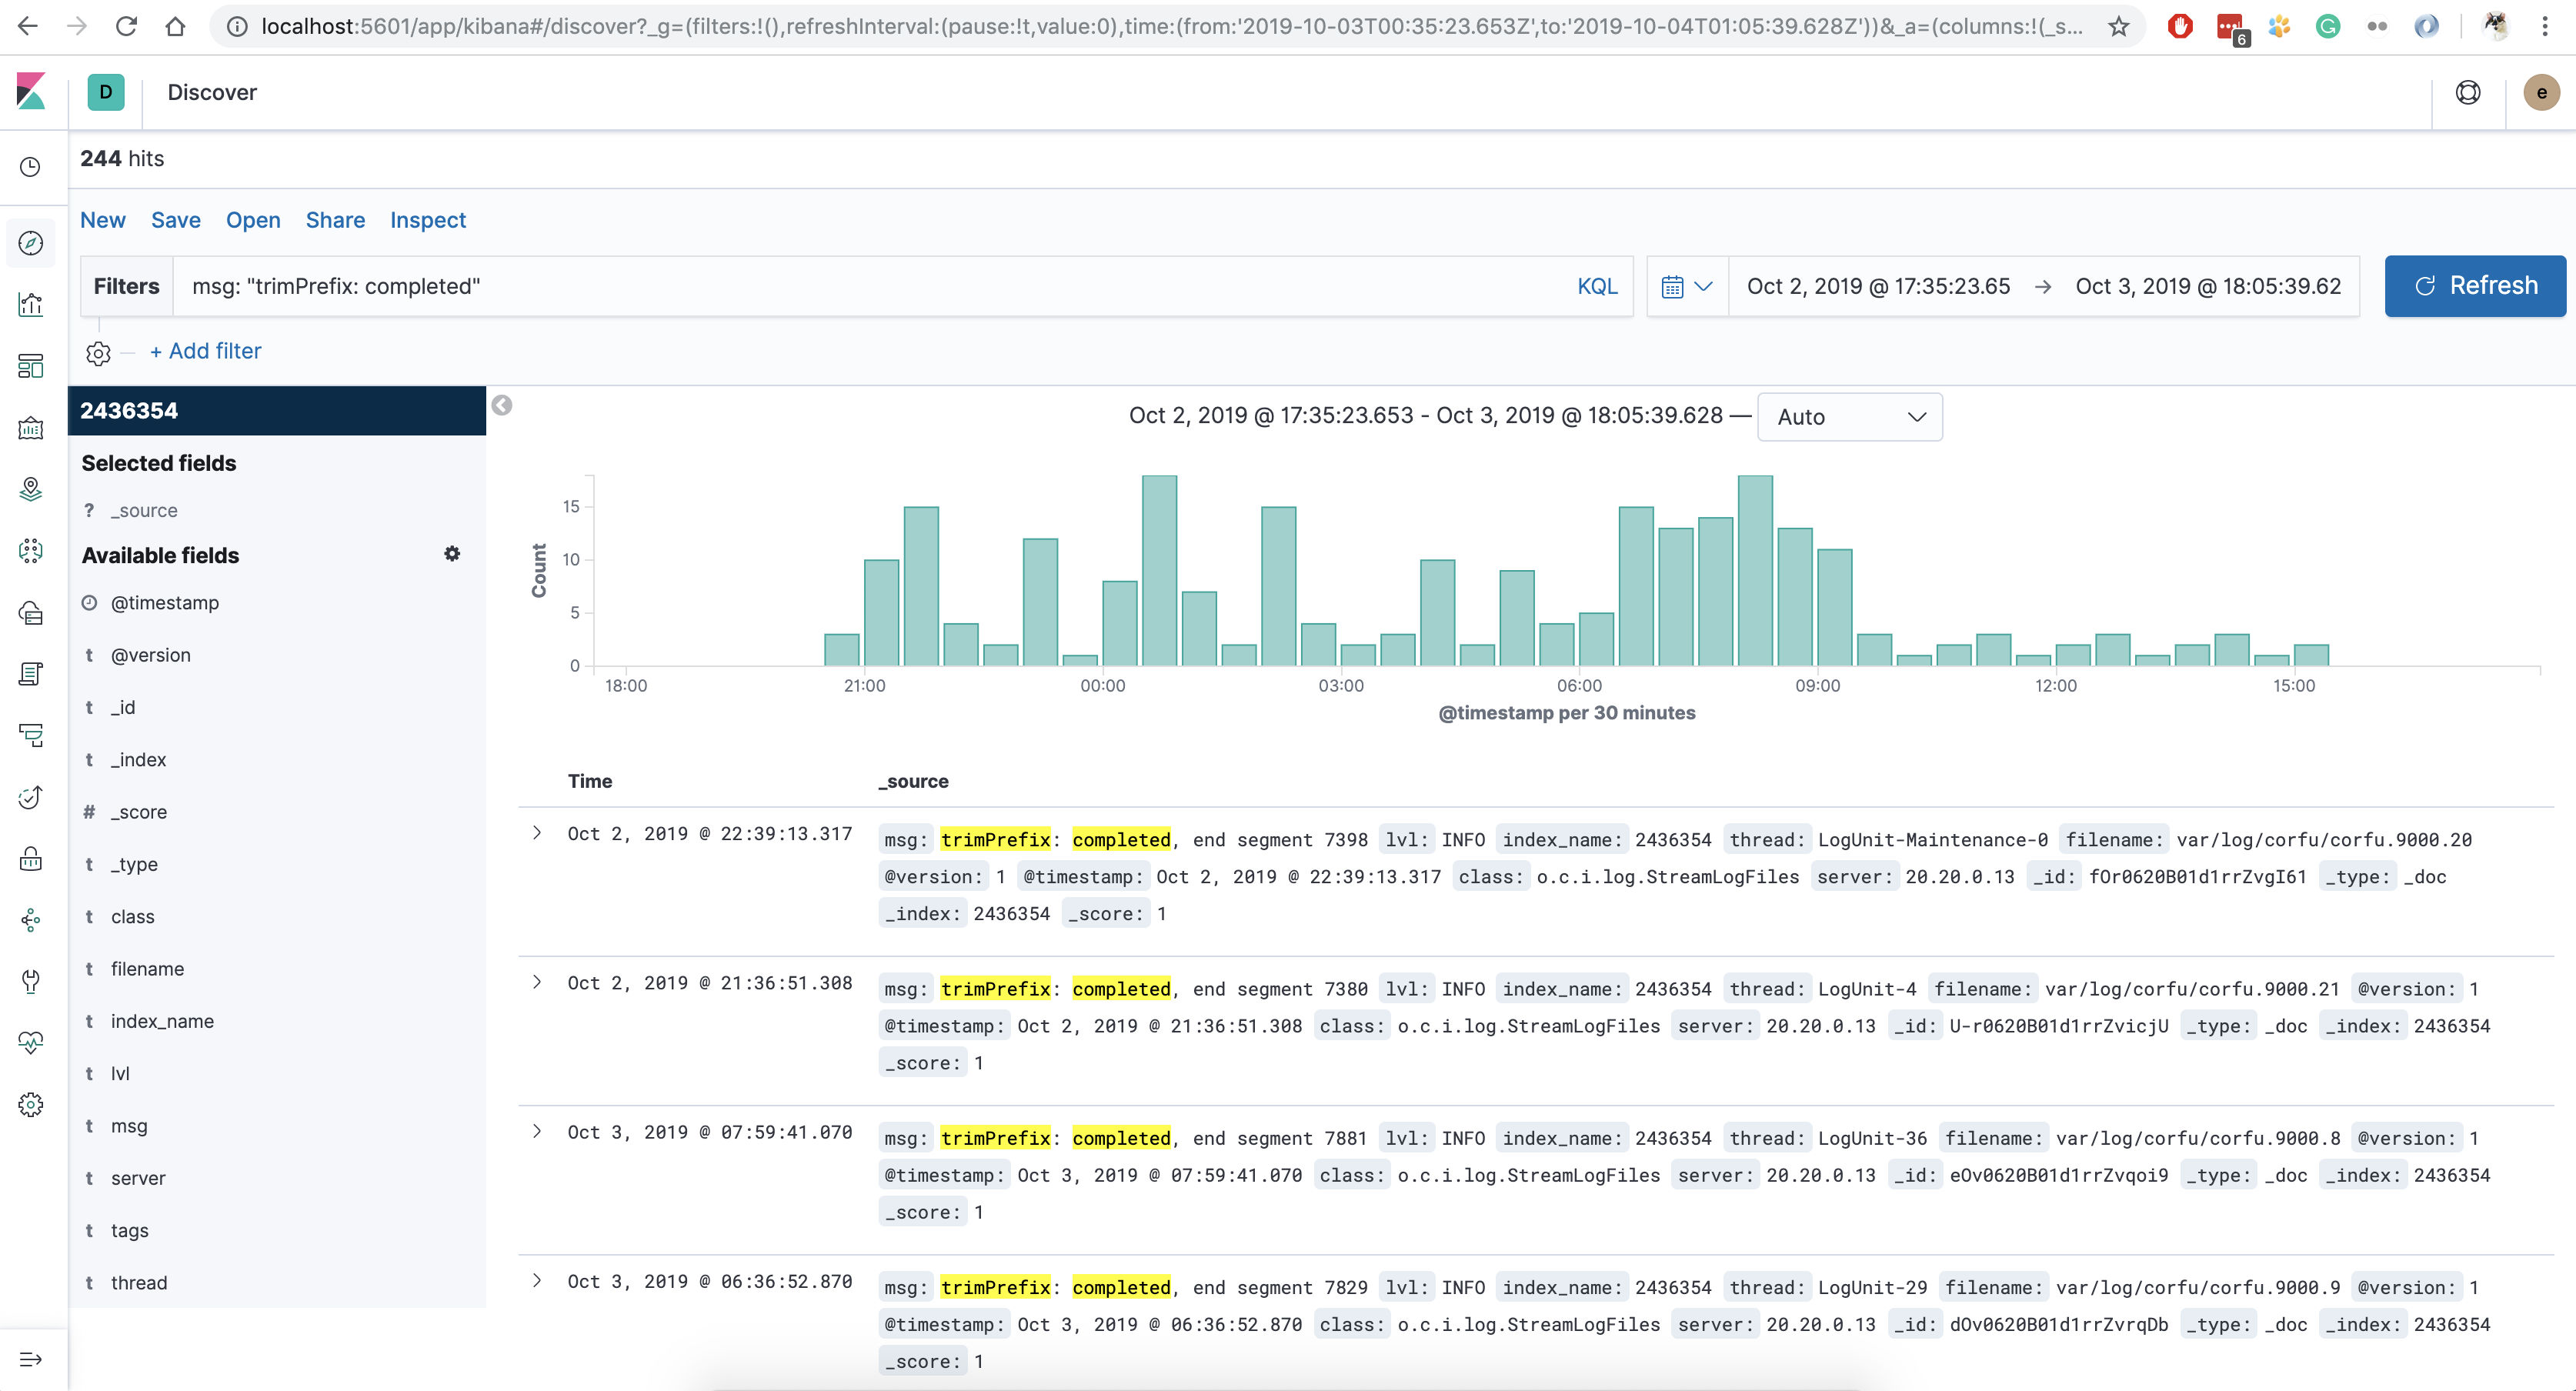 localhost:5601/app/kibana#/discover?_g=(filters:!(),refreshInterval:(pause:!t,value:0),time:(from:'2019-10-03T00:35:23.653Z',to:'2019-10-04T01:05:39.628Z'))&_a=(columns:!(_s...
6
D
Discover
e
244 hits
New Save Open Share Inspect
Filters msg: "trimPrefix: completed" KQL Oct 2, 2019 @ 17:35:23.65 → Oct 3, 2019 @ 18:05:39.62 Refresh
+ Add filter
2436354
Selected fields
? _source
Available fields
@timestamp
t @version
t _id
t _index
# _score
t _type
t class
t filename
t index_name
t lvl
t msg
t server
t tags
t thread
Oct 2, 2019 @ 17:35:23.653 - Oct 3, 2019 @ 18:05:39.628 — Auto
Count
15
10
5
0
18:00 21:00 00:00 03:00 06:00 09:00 12:00 15:00
@timestamp per 30 minutes
Time _source
Oct 2, 2019 @ 22:39:13.317 msg: trimPrefix: completed, end segment 7398 lvl: INFO index_name: 2436354 thread: LogUnit-Maintenance-0 filename: var/log/corfu/corfu.9000.20
@version: 1 @timestamp: Oct 2, 2019 @ 22:39:13.317 class: o.c.i.log.StreamLogFiles server: 20.20.0.13 _id: fOr0620B01d1rrZvgI61 _type: _doc
_index: 2436354 _score: 1
Oct 2, 2019 @ 21:36:51.308 msg: trimPrefix: completed, end segment 7380 lvl: INFO index_name: 2436354 thread: LogUnit-4 filename: var/log/corfu/corfu.9000.21 @version: 1
@timestamp: Oct 2, 2019 @ 21:36:51.308 class: o.c.i.log.StreamLogFiles server: 20.20.0.13 _id: U-r0620B01d1rrZvicjU _type: _doc _index: 2436354
_score: 1
Oct 3, 2019 @ 07:59:41.070 msg: trimPrefix: completed, end segment 7881 lvl: INFO index_name: 2436354 thread: LogUnit-36 filename: var/log/corfu/corfu.9000.8 @version: 1
@timestamp: Oct 3, 2019 @ 07:59:41.070 class: o.c.i.log.StreamLogFiles server: 20.20.0.13 _id: eOv0620B01d1rrZvqoi9 _type: _doc _index: 2436354
_score: 1
Oct 3, 2019 @ 06:36:52.870 msg: trimPrefix: completed, end segment 7829 lvl: INFO index_name: 2436354 thread: LogUnit-29 filename: var/log/corfu/corfu.9000.9 @version: 1
@timestamp: Oct 3, 2019 @ 06:36:52.870 class: o.c.i.log.StreamLogFiles server: 20.20.0.13 _id: dOv0620B01d1rrZvrqDb _type: _doc _index: 2436354
_score: 1